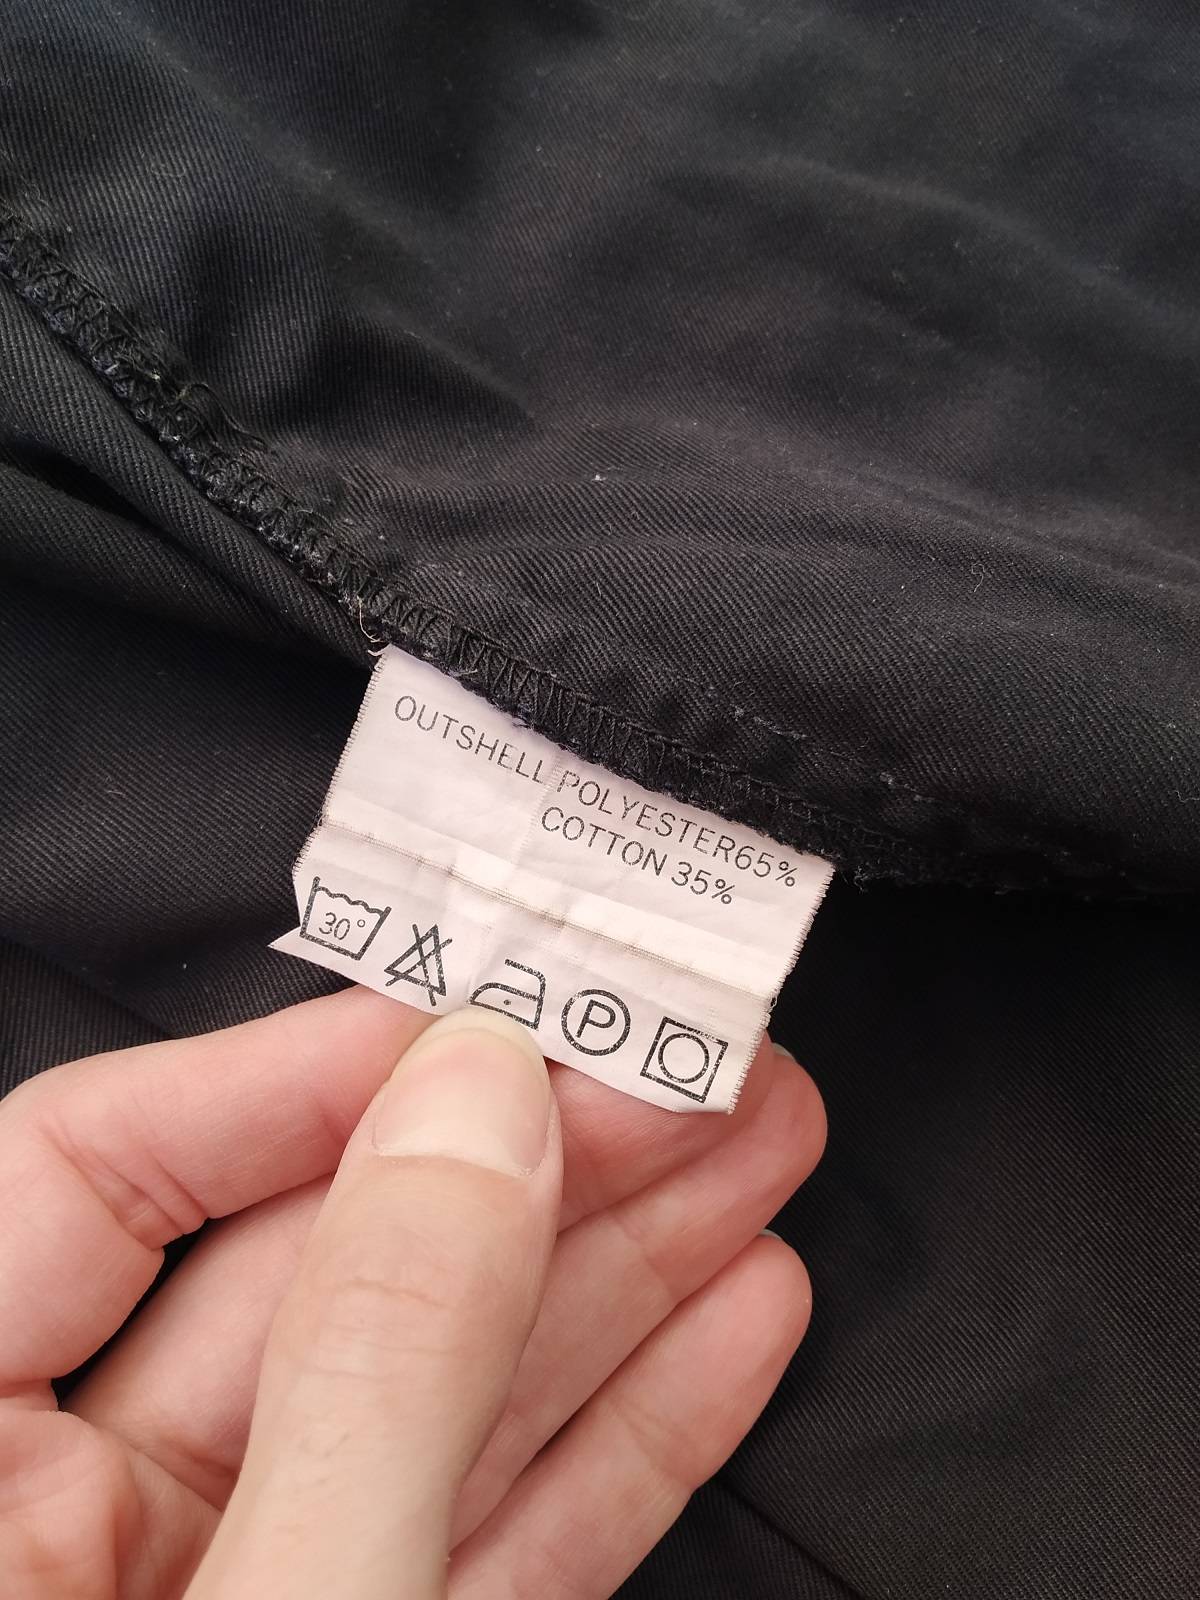 OUTSHELL POLYESTER65%
COTTON 35%
30°
P